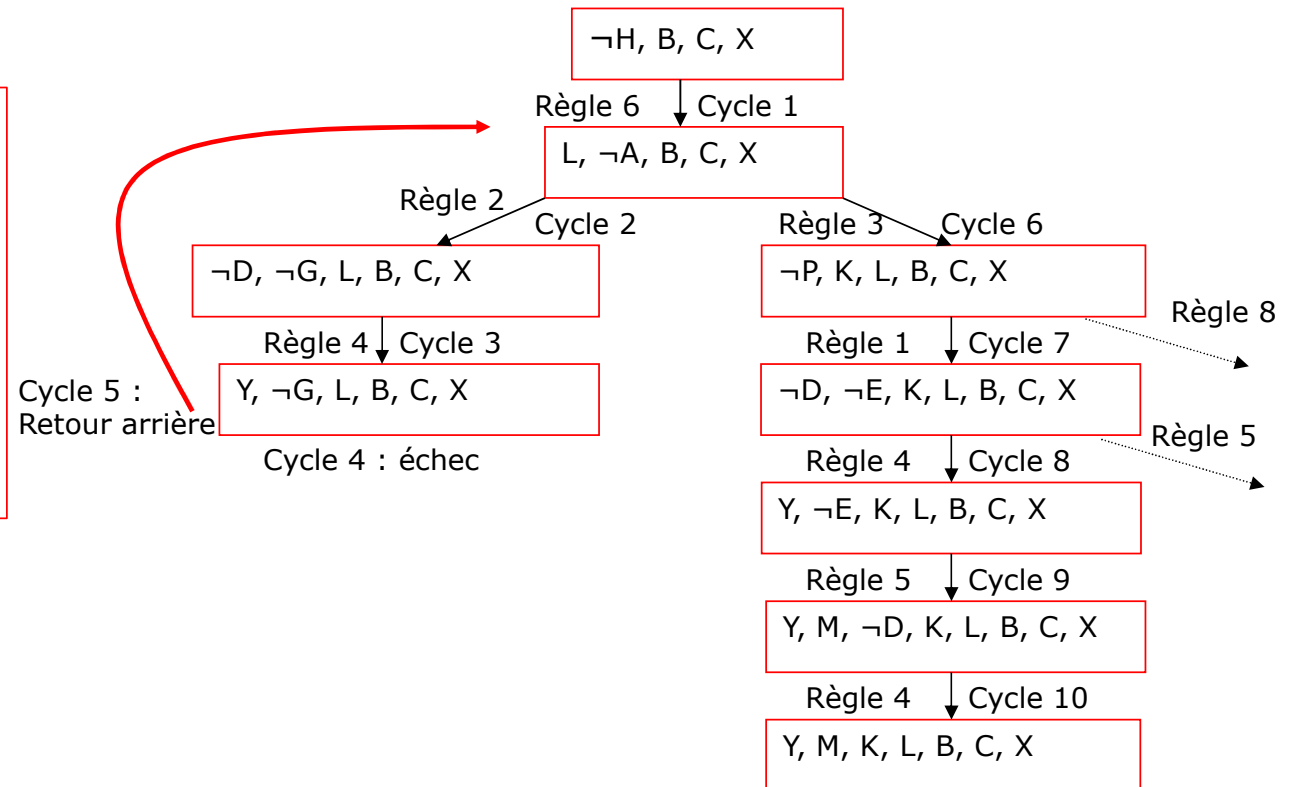 ¬H, B, C, X
Règle 6 Cycle 1
L, ¬A, B, C, X
Règle 2 Cycle 2
Règle 3 Cycle 6
¬D, ¬G, L, B, C, X
¬P, K, L, B, C, X
Règle 8
Règle 4 Cycle 3
Règle 1 Cycle 7
Cycle 5 :
Retour arrière
Y, ¬G, L, B, C, X
¬D, ¬E, K, L, B, C, X
Règle 5
Cycle 4 : échec
Règle 4 Cycle 8
Y, ¬E, K, L, B, C, X
Règle 5 Cycle 9
Y, M, ¬D, K, L, B, C, X
Règle 4 Cycle 10
Y, M, K, L, B, C, X